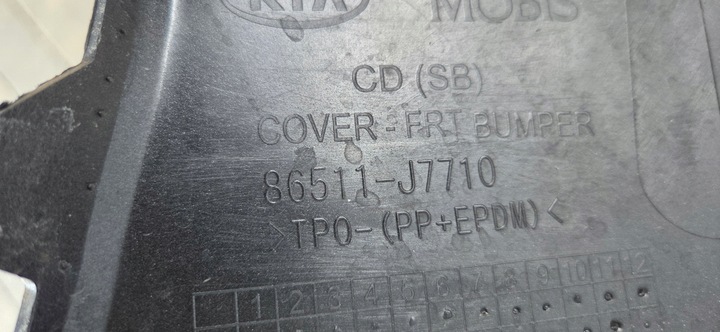 KIA MOBIS
CD (SB)
COVER - FRT BUMPER
86511-J7710
>TPO-(PP+EPDM)<
1 2 3 4 5 6 7 8 9 10 11 12